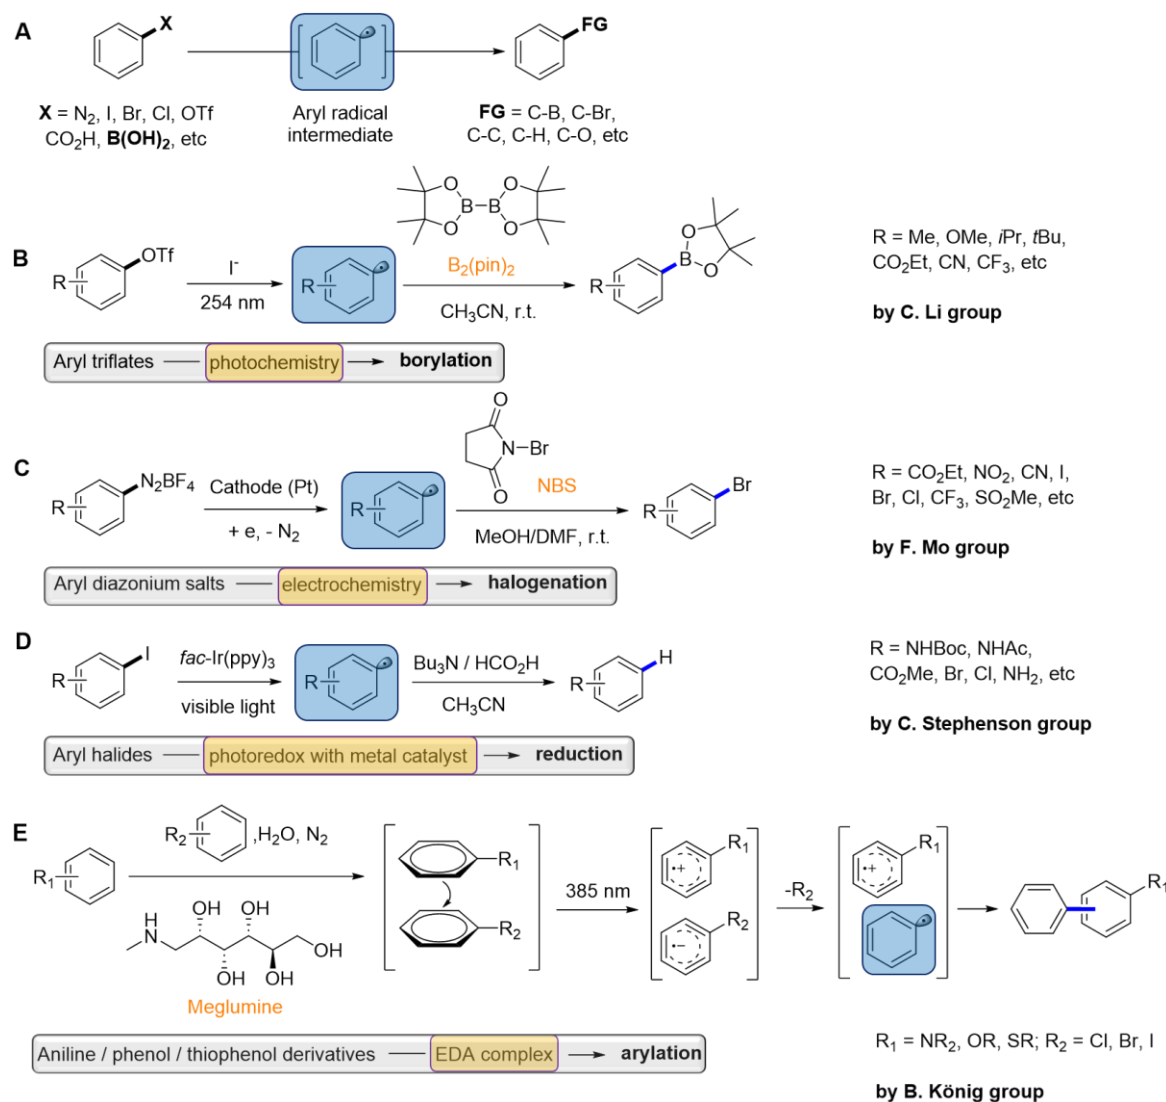 A
X
FG
X = N₂, I, Br, Cl, OTf
CO₂H, B(OH)₂, etc
Aryl radical
intermediate
FG = C-B, C-Br,
C-C, C-H, C-O, etc
B
R
OTf
I⁻
254 nm
R
O
O
B
B
O
O
B₂(pin)₂
CH₃CN, r.t.
R
B
O
O
R = Me, OMe, iPr, tBu,
CO₂Et, CN, CF₃, etc
by C. Li group
Aryl triflates
photochemistry
borylation
C
R
N₂BF₄
Cathode (Pt)
+ e, - N₂
R
O
N
Br
O
NBS
MeOH/DMF, r.t.
R
Br
R = CO₂Et, NO₂, CN, I,
Br, Cl, CF₃, SO₂Me, etc
by F. Mo group
Aryl diazonium salts
electrochemistry
halogenation
D
R
I
fac-Ir(ppy)₃
visible light
R
Bu₃N / HCO₂H
CH₃CN
R
H
R = NHBoc, NHAc,
CO₂Me, Br, Cl, NH₂, etc
by C. Stephenson group
Aryl halides
photoredox with metal catalyst
reduction
E
R₁
R₂
,H₂O, N₂
H
N
OH
OH
OH
OH
OH
Meglumine
R₁
R₂
385 nm
•+
R₁
•−
R₂
-R₂
•+
R₁
R₁
Aniline / phenol / thiophenol derivatives
EDA complex
arylation
R₁ = NR₂, OR, SR; R₂ = Cl, Br, I
by B. König group